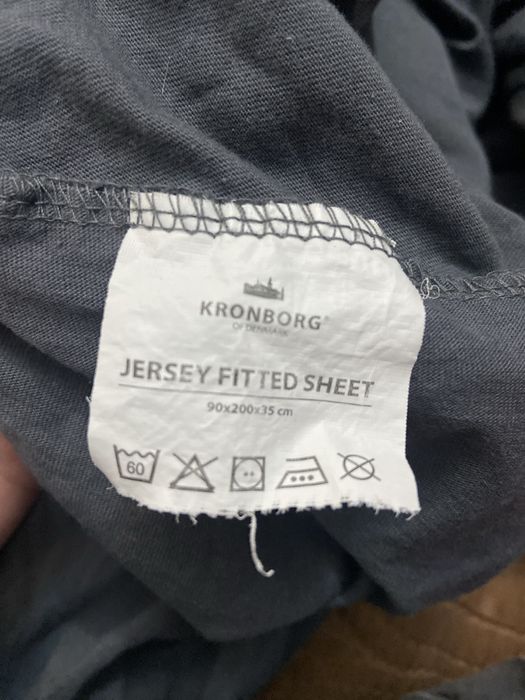 KRONBORG®
OF DENMARK
JERSEY FITTED SHEET
90x200x35 cm
60